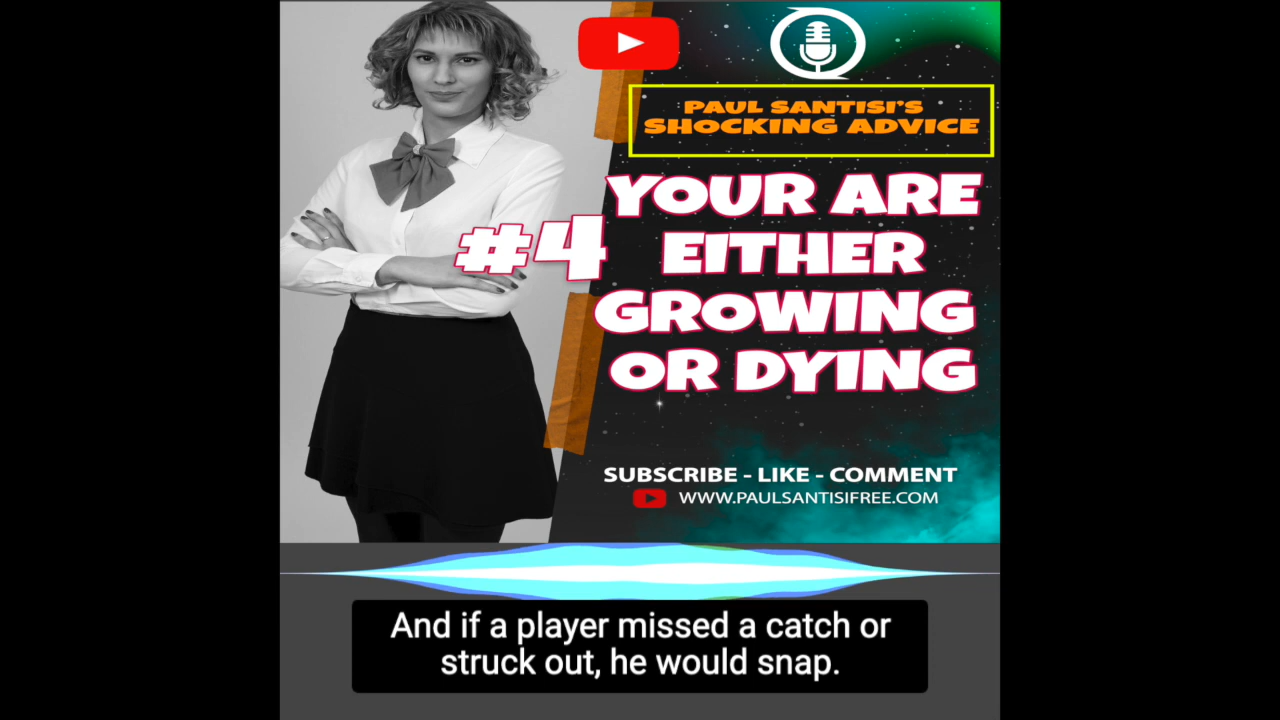 PAUL SANTISI'S
SHOCKING ADVICE
#4
YOUR ARE
EITHER
GROWING
OR DYING
SUBSCRIBE - LIKE - COMMENT
WWW.PAULSANTISIFREE.COM
And if a player missed a catch or
struck out, he would snap.